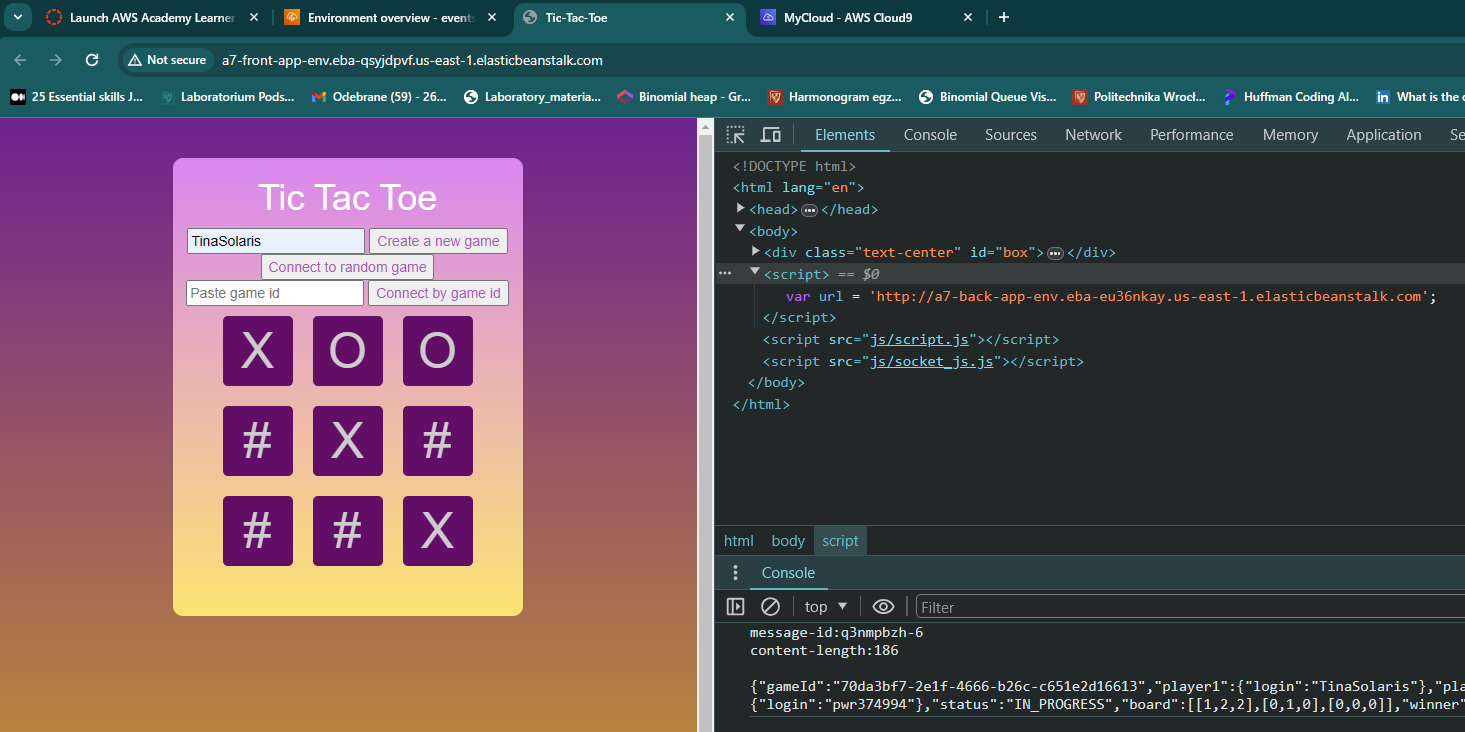 Launch AWS Academy Learner
Environment overview - events
Tic-Tac-Toe
MyCloud - AWS Cloud9
Not secure
a7-front-app-env.eba-qsyjdpvf.us-east-1.elasticbeanstalk.com
25 Essential skills J...
Laboratorium Pods...
Odebrane (59) - 26...
Laboratory_materia...
Binomial heap - Gr...
Harmonogram egz...
Binomial Queue Vis...
Politechnika Wrocł...
Huffman Coding Al...
What is the
Tic Tac Toe
TinaSolaris Create a new game
Connect to random game
Paste game id Connect by game id
X O O
# X #
# # X
Elements Console Sources Network Performance Memory Application Se
<!DOCTYPE html>
<html lang="en">
<head> ••• </head>
<body>
<div class="text-center" id="box"> ••• </div>
••• <script> == $0
var url = 'http://a7-back-app-env.eba-eu36nkay.us-east-1.elasticbeanstalk.com';
</script>
<script src="js/script.js"></script>
<script src="js/socket_js.js"></script>
</body>
</html>
html body script
Console
top Filter
message-id:q3nmpbzh-6
content-length:186
{"gameId":"70da3bf7-2e1f-4666-b26c-c651e2d16613","player1":{"login":"TinaSolaris"},"pla
{"login":"pwr374994"},"status":"IN_PROGRESS","board":[[1,2,2],[0,1,0],[0,0,0]],"winner"